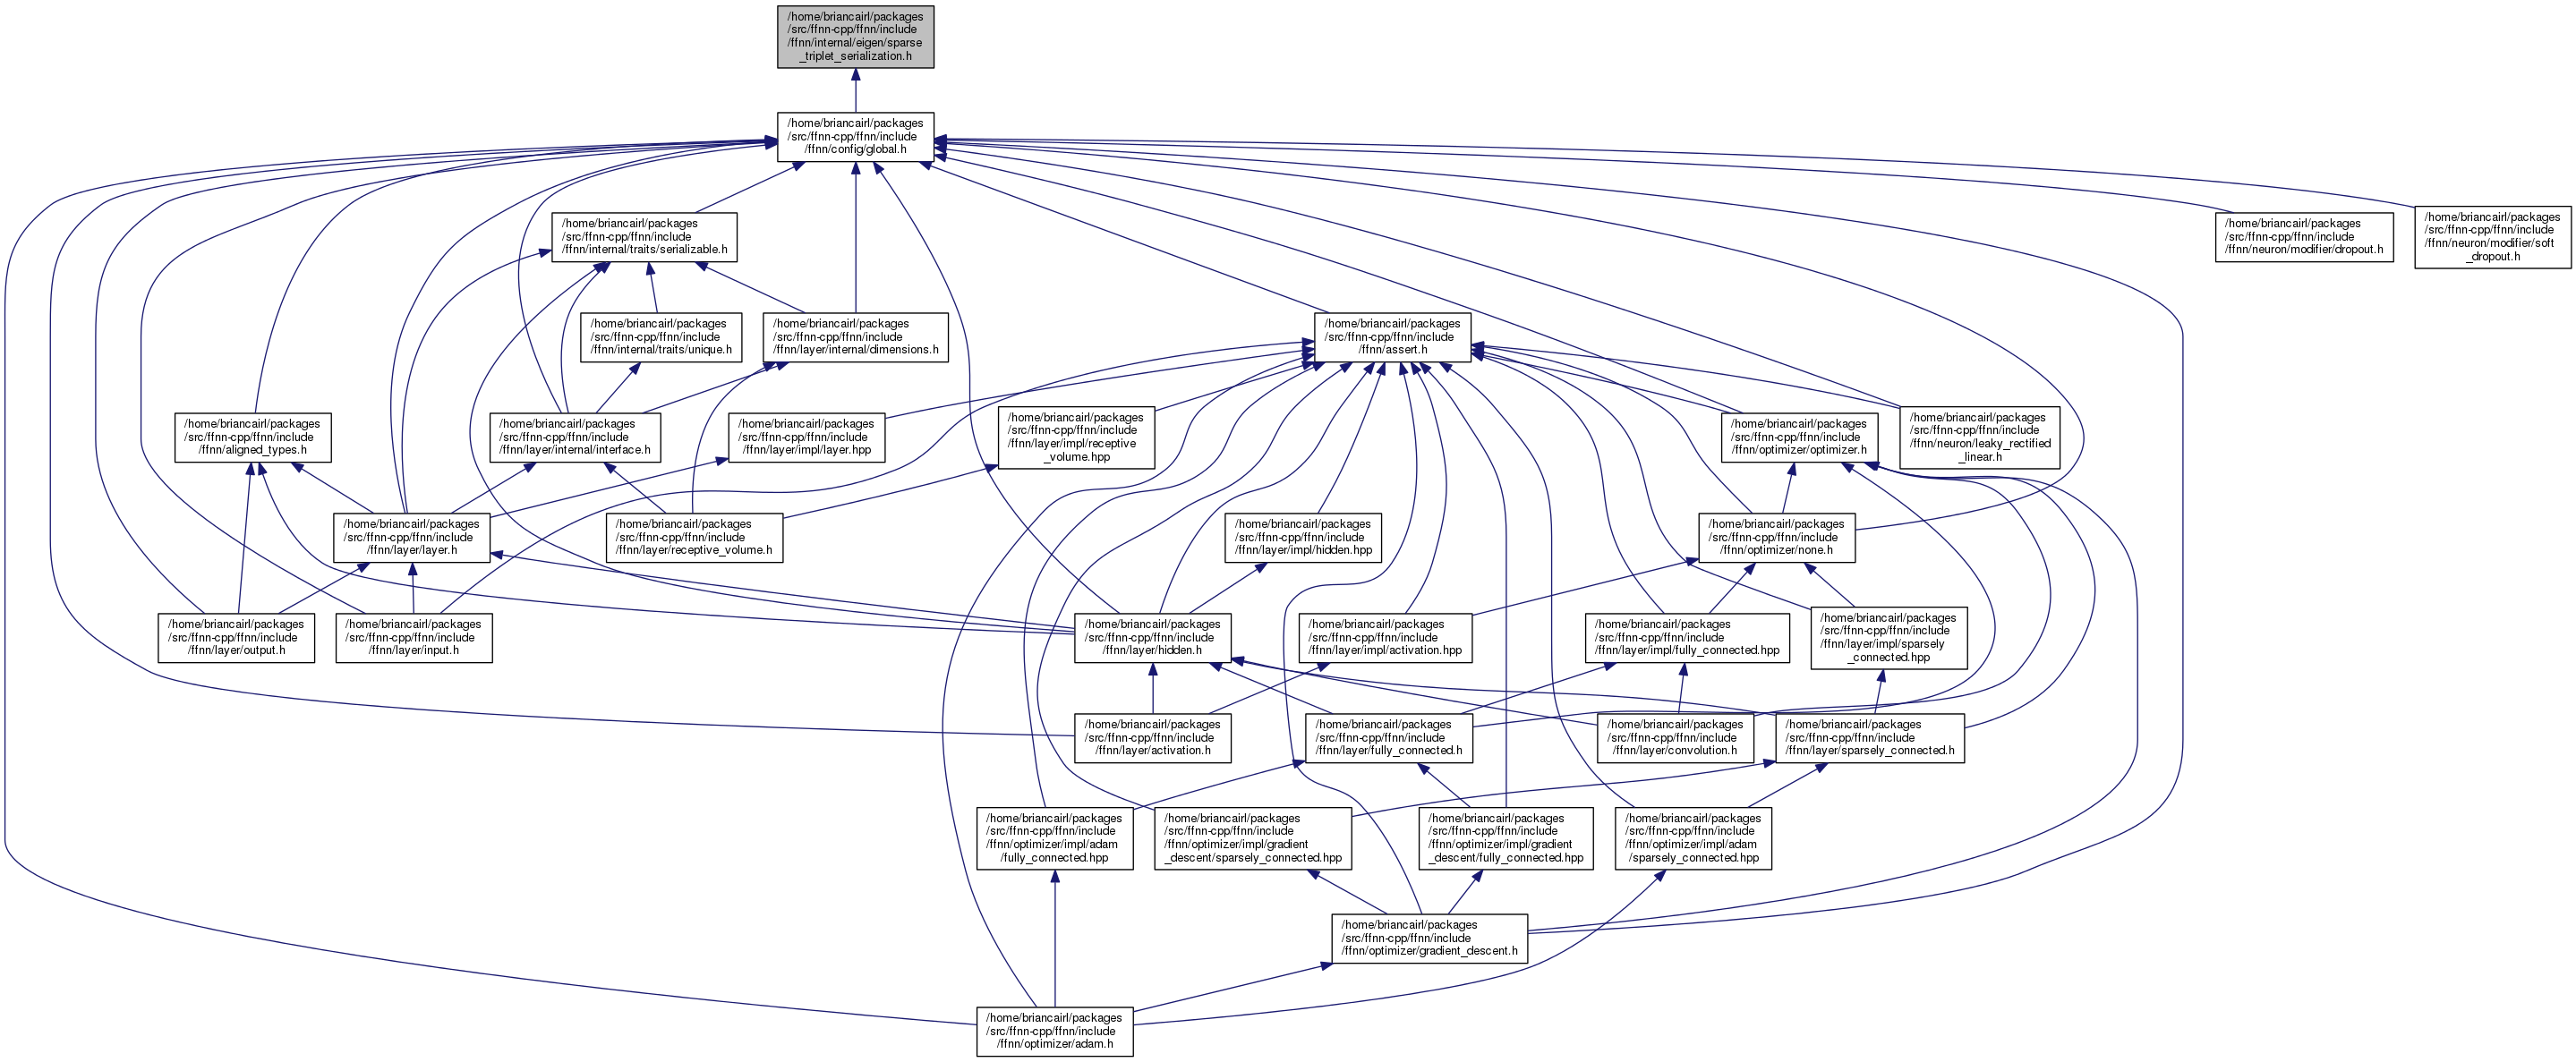 /home/briancairl/packages
/src/ffnn-cpp/ffnn/include
/ffnn/internal/eigen/sparse
_triplet_serialization.h
/home/briancairl/packages
/src/ffnn-cpp/ffnn/include
/ffnn/config/global.h
/home/briancairl/packages
/src/ffnn-cpp/ffnn/include
/ffnn/internal/traits/serializable.h
/home/briancairl/packages
/src/ffnn-cpp/ffnn/include
/ffnn/neuron/modifier/dropout.h
/home/briancairl/packages
/src/ffnn-cpp/ffnn/include
/ffnn/neuron/modifier/soft
_dropout.h
/home/briancairl/packages
/src/ffnn-cpp/ffnn/include
/ffnn/internal/traits/unique.h
/home/briancairl/packages
/src/ffnn-cpp/ffnn/include
/ffnn/layer/internal/dimensions.h
/home/briancairl/packages
/src/ffnn-cpp/ffnn/include
/ffnn/assert.h
/home/briancairl/packages
/src/ffnn-cpp/ffnn/include
/ffnn/aligned_types.h
/home/briancairl/packages
/src/ffnn-cpp/ffnn/include
/ffnn/layer/internal/interface.h
/home/briancairl/packages
/src/ffnn-cpp/ffnn/include
/ffnn/layer/impl/layer.hpp
/home/briancairl/packages
/src/ffnn-cpp/ffnn/include
/ffnn/layer/impl/receptive
_volume.hpp
/home/briancairl/packages
/src/ffnn-cpp/ffnn/include
/ffnn/optimizer/optimizer.h
/home/briancairl/packages
/src/ffnn-cpp/ffnn/include
/ffnn/neuron/leaky_rectified
_linear.h
/home/briancairl/packages
/src/ffnn-cpp/ffnn/include
/ffnn/layer/layer.h
/home/briancairl/packages
/src/ffnn-cpp/ffnn/include
/ffnn/layer/receptive_volume.h
/home/briancairl/packages
/src/ffnn-cpp/ffnn/include
/ffnn/layer/impl/hidden.hpp
/home/briancairl/packages
/src/ffnn-cpp/ffnn/include
/ffnn/optimizer/none.h
/home/briancairl/packages
/src/ffnn-cpp/ffnn/include
/ffnn/layer/output.h
/home/briancairl/packages
/src/ffnn-cpp/ffnn/include
/ffnn/layer/input.h
/home/briancairl/packages
/src/ffnn-cpp/ffnn/include
/ffnn/layer/hidden.h
/home/briancairl/packages
/src/ffnn-cpp/ffnn/include
/ffnn/layer/impl/activation.hpp
/home/briancairl/packages
/src/ffnn-cpp/ffnn/include
/ffnn/layer/impl/fully_connected.hpp
/home/briancairl/packages
/src/ffnn-cpp/ffnn/include
/ffnn/layer/impl/sparsely
_connected.hpp
/home/briancairl/packages
/src/ffnn-cpp/ffnn/include
/ffnn/layer/activation.h
/home/briancairl/packages
/src/ffnn-cpp/ffnn/include
/ffnn/layer/fully_connected.h
/home/briancairl/packages
/src/ffnn-cpp/ffnn/include
/ffnn/layer/convolution.h
/home/briancairl/packages
/src/ffnn-cpp/ffnn/include
/ffnn/layer/sparsely_connected.h
/home/briancairl/packages
/src/ffnn-cpp/ffnn/include
/ffnn/optimizer/impl/adam
/fully_connected.hpp
/home/briancairl/packages
/src/ffnn-cpp/ffnn/include
/ffnn/optimizer/impl/gradient
_descent/sparsely_connected.hpp
/home/briancairl/packages
/src/ffnn-cpp/ffnn/include
/ffnn/optimizer/impl/gradient
_descent/fully_connected.hpp
/home/briancairl/packages
/src/ffnn-cpp/ffnn/include
/ffnn/optimizer/impl/adam
/sparsely_connected.hpp
/home/briancairl/packages
/src/ffnn-cpp/ffnn/include
/ffnn/optimizer/gradient_descent.h
/home/briancairl/packages
/src/ffnn-cpp/ffnn/include
/ffnn/optimizer/adam.h